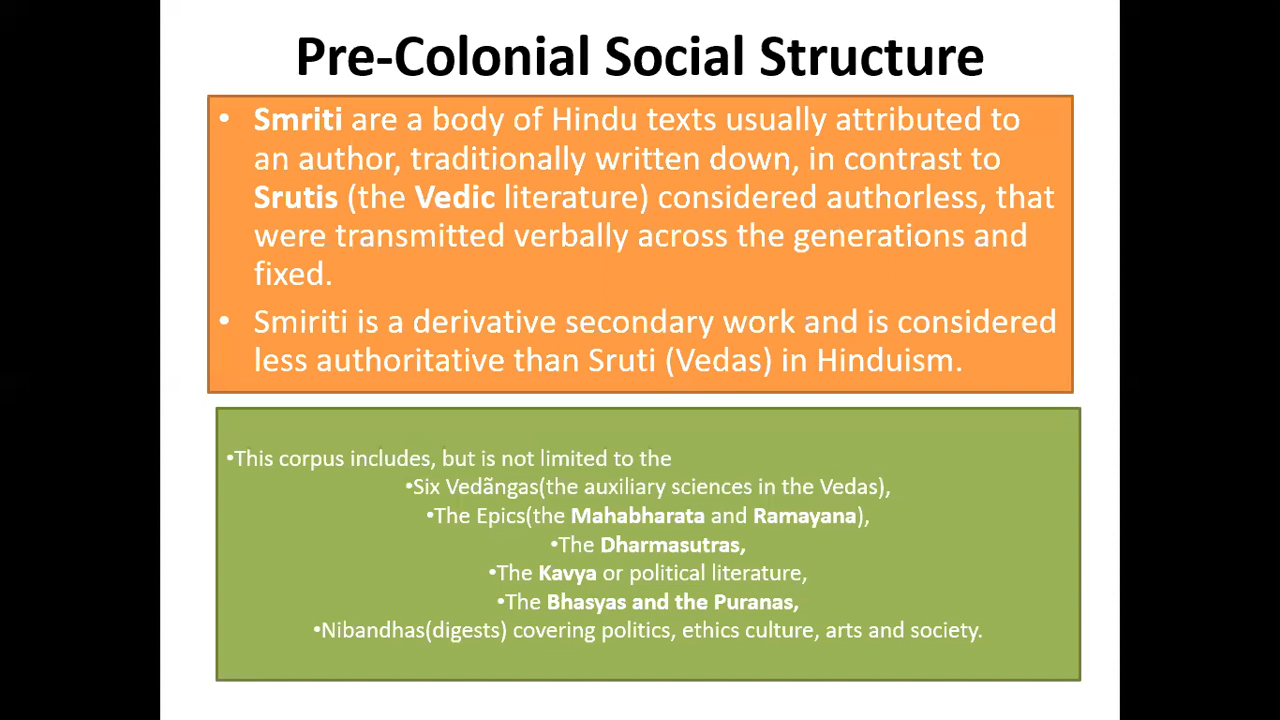 Pre-Colonial Social Structure
• Smriti are a body of Hindu texts usually attributed to
an author, traditionally written down, in contrast to
Srutis (the Vedic literature) considered authorless, that
were transmitted verbally across the generations and
fixed.
• Smiriti is a derivative secondary work and is considered
less authoritative than Sruti (Vedas) in Hinduism.
•This corpus includes, but is not limited to the
•Six Vedãngas(the auxiliary sciences in the Vedas),
•The Epics(the Mahabharata and Ramayana),
•The Dharmasutras,
•The Kavya or political literature,
•The Bhasyas and the Puranas,
•Nibandhas(digests) covering politics, ethics culture, arts and society.